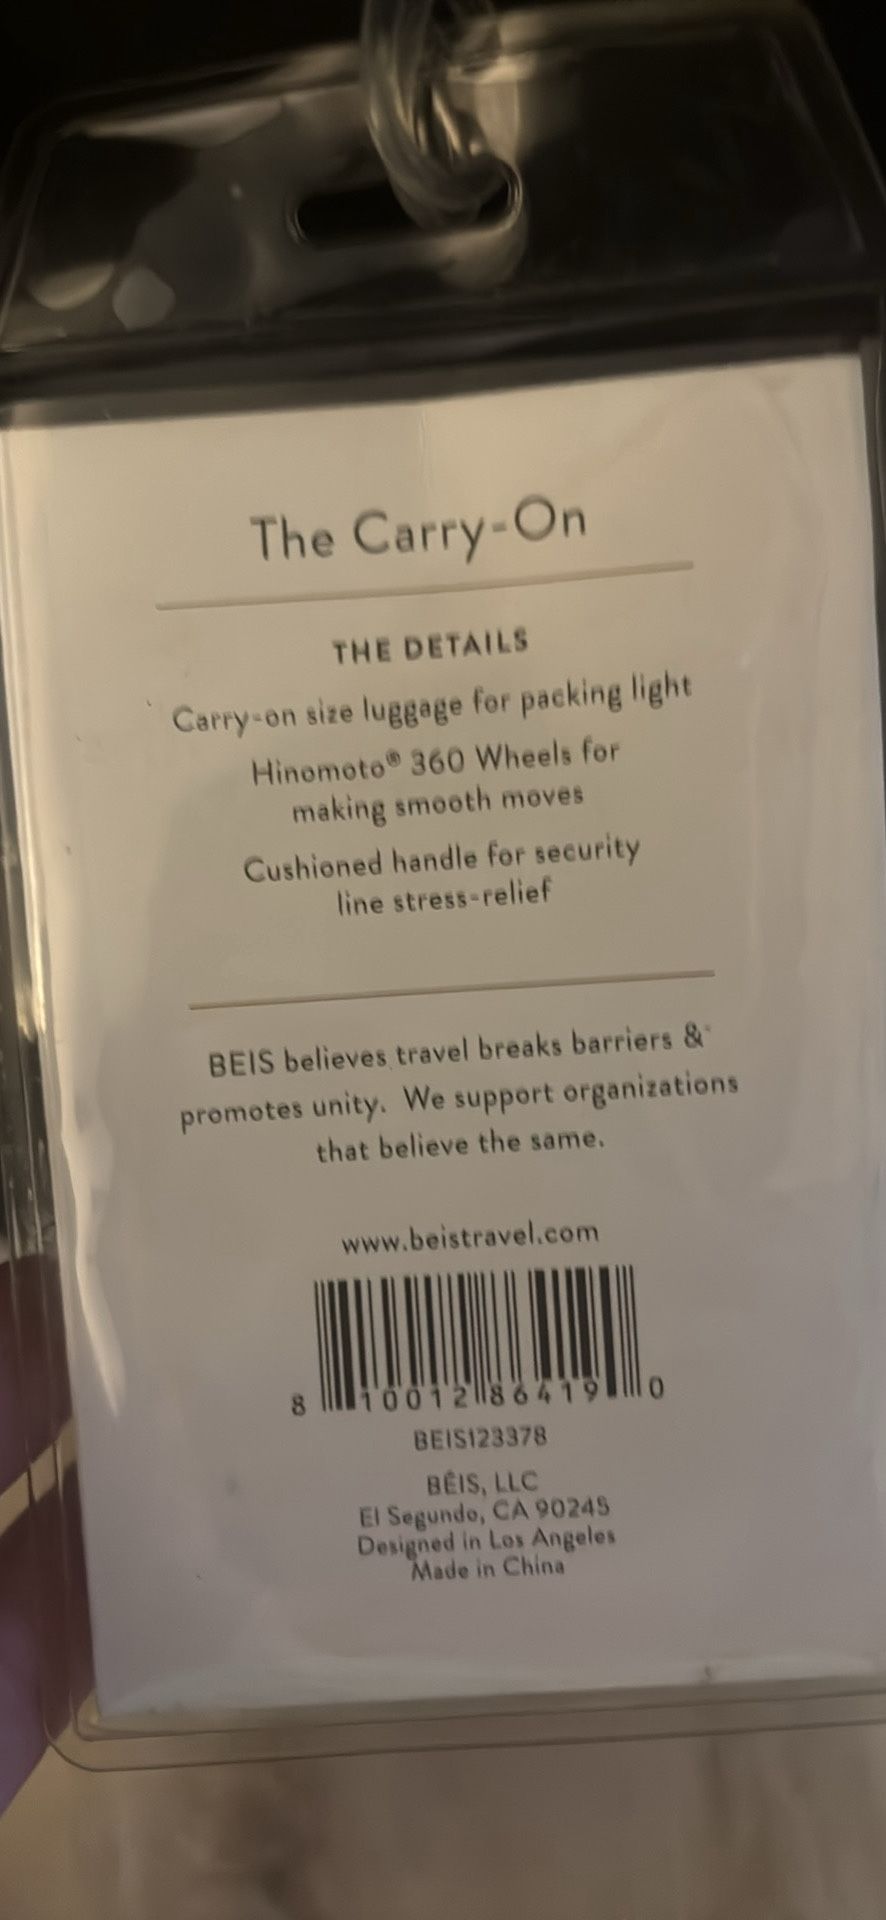 The Carry-On
THE DETAILS
Carry-on size luggage for packing light
Hinomoto® 360 Wheels for
making smooth moves
Cushioned handle for security
line stress-relief
BEIS believes travel breaks barriers &
promotes unity. We support organizations
that believe the same.
www.beistravel.com
8 10012 86419 0
BEIS123378
BÉIS, LLC
El Segundo, CA 90245
Designed in Los Angeles
Made in China